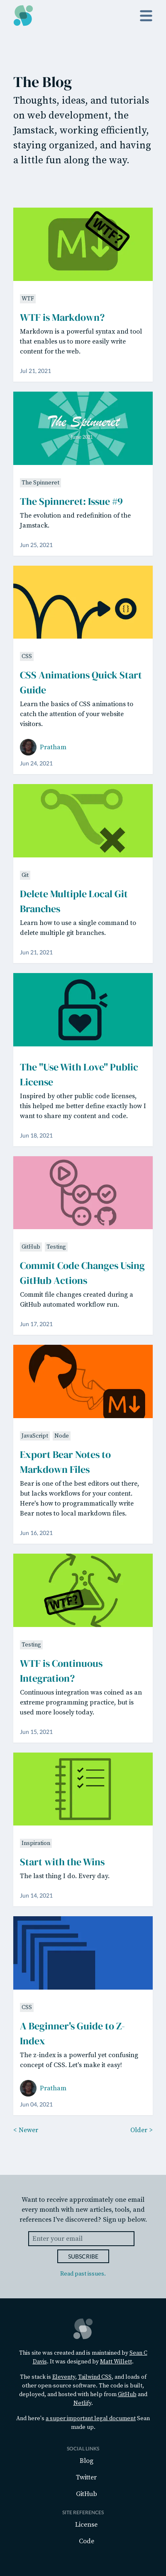 The Blog
Thoughts, ideas, and tutorials
on web development, the
Jamstack, working efficiently,
staying organized, and having
a little fun along the way.
WTF?
M
WTF
WTF is Markdown?
Markdown is a powerful syntax and tool
that enables us to more easily write
content for the web.
Jul 21, 2021
The Spinneret
The Spinneret
The Spinneret: Issue #9
The evolution and redefinition of the
Jamstack.
Jun 25, 2021
CSS
CSS Animations Quick Start
Guide
Learn the basics of CSS animations to
catch the attention of your website
visitors.
Pratham
Jun 24, 2021
Git
Delete Multiple Local Git
Branches
Learn how to use a single command to
delete multiple git branches.
Jun 21, 2021
The "Use With Love" Public
License
Inspired by other public code licenses,
this helped me better define exactly how I
want to share my content and code.
Jun 18, 2021
GitHub Testing
Commit Code Changes Using
GitHub Actions
Commit file changes created during a
GitHub automated workflow run.
Jun 17, 2021
M
JavaScript Node
Export Bear Notes to
Markdown Files
Bear is one of the best editors out there,
but lacks workflows for your content.
Here's how to programmatically write
Bear notes to local markdown files.
Jun 16, 2021
WTF?
Testing
WTF is Continuous
Integration?
Continuous integration was coined as an
extreme programming practice, but is
used more loosely today.
Jun 15, 2021
Inspiration
Start with the Wins
The last thing I do. Every day.
Jun 14, 2021
CSS
A Beginner's Guide to Z-
Index
The z-index is a powerful yet confusing
concept of CSS. Let's make it easy!
Pratham
Jun 04, 2021
< Newer Older >
Want to receive approximately one email
every month with new articles, tools, and
references I've discovered? Sign up below.
Enter your email
SUBSCRIBE
Read past issues.
This site was created and is maintained by Sean C
Davis. It was designed by Matt Willett.
The stack is Eleventy, Tailwind CSS, and loads of
other open source software. The code is built,
deployed, and hosted with help from GitHub and
Netlify.
And here's a super important legal document Sean
made up.
SOCIAL LINKS
Blog
Twitter
GitHub
SITE REFERENCES
License
Code